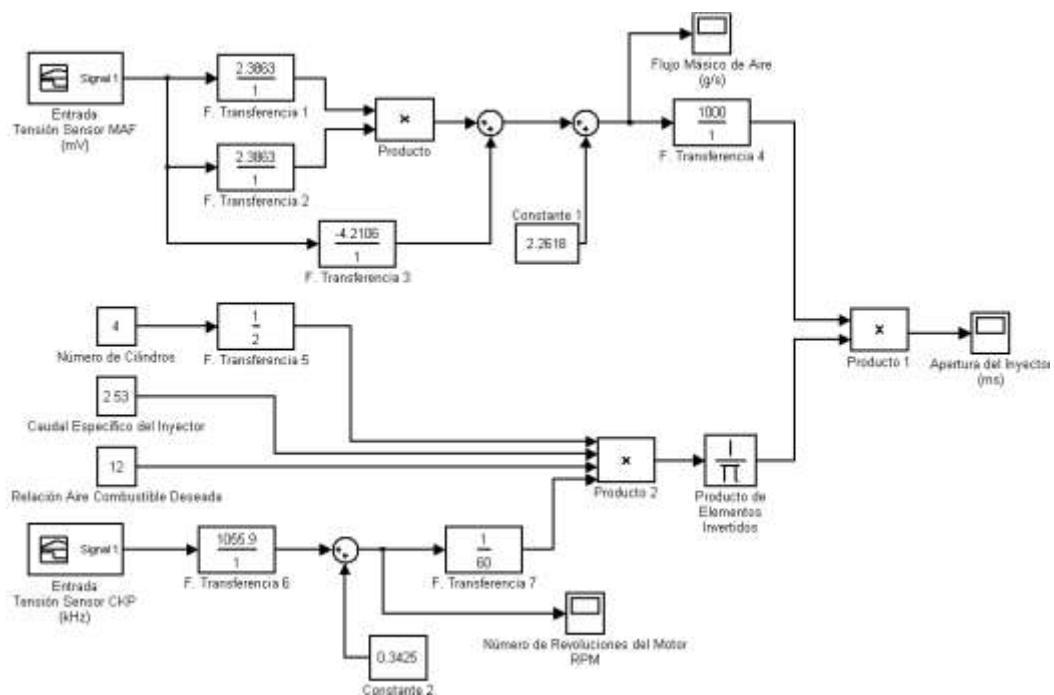 Signal 1
Entrada
Tensión Sensor MAF
(mV)
2.3863
1
F. Transferencia 1
2.3863
1
F. Transferencia 2
×
Producto
-4.2106
1
F. Transferencia 3
Constante 1
2.2618
Flujo Másico de Aire
(g/s)
1000
1
F. Transferencia 4
4
Número de Cilindros
1
2
F. Transferencia 5
2.53
Caudal Específico del Inyector
12
Relación Aire Combustible Deseada
×
Producto 2
1
Π
Producto de
Elementos
Invertidos
×
Producto 1
Apertura del Inyector
(ms)
Signal 1
Entrada
Tensión Sensor CKP
(kHz)
1055.9
1
F. Transferencia 6
1
60
F. Transferencia 7
0.3425
Constante 2
Número de Revoluciones del Motor
RPM